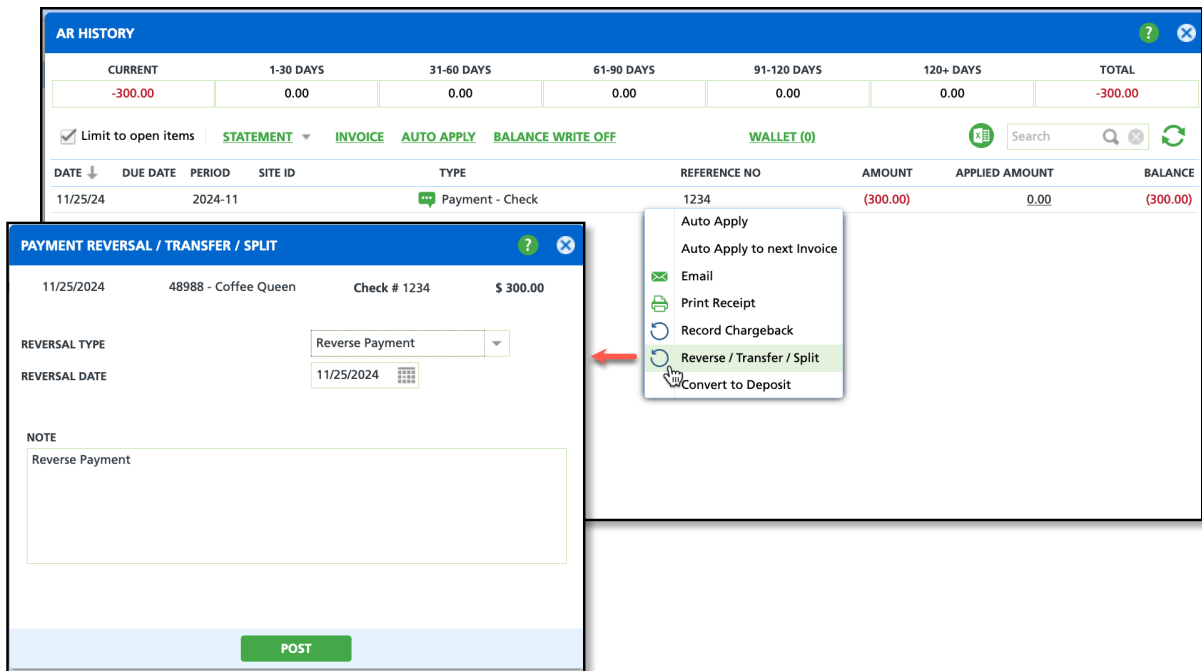 AR HISTORY
?
CURRENT 1-30 DAYS 31-60 DAYS 61-90 DAYS 91-120 DAYS 120+ DAYS TOTAL
-300.00 0.00 0.00 0.00 0.00 0.00 -300.00
Limit to open items STATEMENT INVOICE AUTO APPLY BALANCE WRITE OFF WALLET (0) Search
DATE DUE DATE PERIOD SITE ID TYPE REFERENCE NO AMOUNT APPLIED AMOUNT BALANCE
11/25/24 2024-11 Payment - Check 1234 (300.00) 0.00 (300.00)
Auto Apply
Auto Apply to next Invoice
Email
Print Receipt
Record Chargeback
Reverse / Transfer / Split
Convert to Deposit
PAYMENT REVERSAL / TRANSFER / SPLIT
?
11/25/2024 48988 - Coffee Queen Check # 1234 $ 300.00
REVERSAL TYPE Reverse Payment
REVERSAL DATE 11/25/2024
NOTE
Reverse Payment
POST